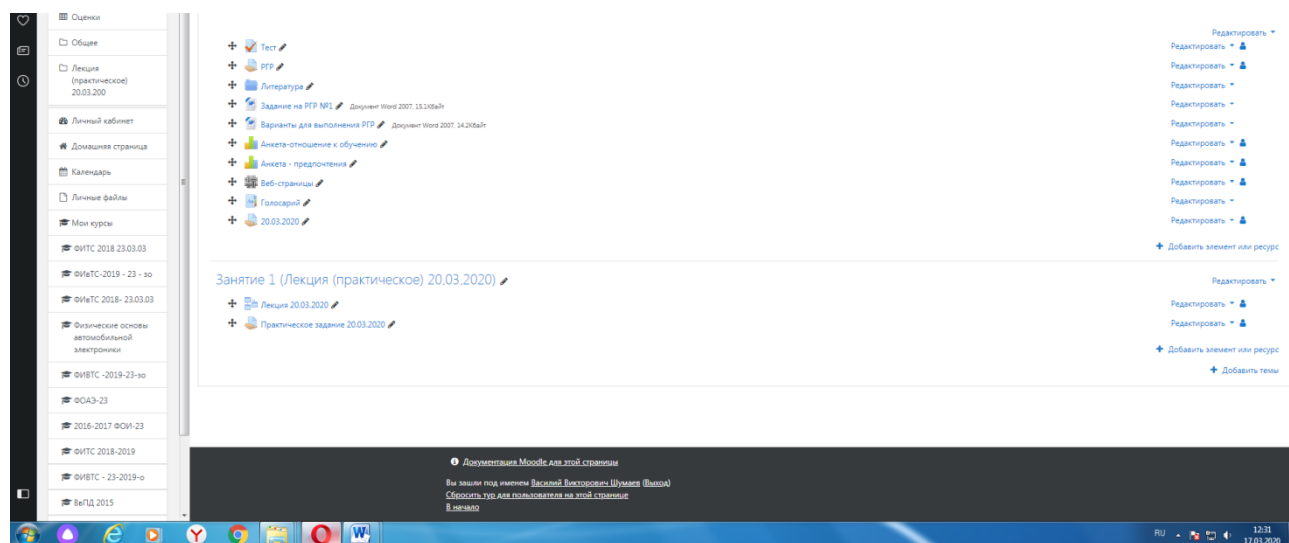 Оценки
Общее
Лекция
(практическое)
20.03.200
Личный кабинет
Домашняя страница
Календарь
Личные файлы
Мои курсы
ФИТС 2018 23.03.03
ФИвТС-2019 - 23 - зо
ФИвТС 2018- 23.03.03
Физические основы
автомобильной
электроники
ФИВТС -2019-23-зо
ФОАЭ-23
2016-2017 ФОИ-23
ФИТС 2018-2019
ФИВТС - 23-2019-о
ВеПД 2015
Редактировать
Тест Редактировать
РГР Редактировать
Литература Редактировать
Задание на РГР №1 Документ Word 2007, 15.1Кбайт Редактировать
Варианты для выполнения РГР Документ Word 2007, 14.2Кбайт Редактировать
Анкета-отношение к обучению Редактировать
Анкета - предпочтения Редактировать
Веб-страницы Редактировать
Голосарий Редактировать
20.03.2020 Редактировать
Добавить элемент или ресурс
Занятие 1 (Лекция (практическое) 20.03.2020) Редактировать
Лекция 20.03.2020 Редактировать
Практическое задание 20.03.2020 Редактировать
Добавить элемент или ресурс
Добавить темы
Документация Moodle для этой страницы
Вы зашли под именем Василий Викторович Шумаев (Выход)
Сбросить тур для пользователя на этой странице
В начало
RU 12:31
17.03.2020